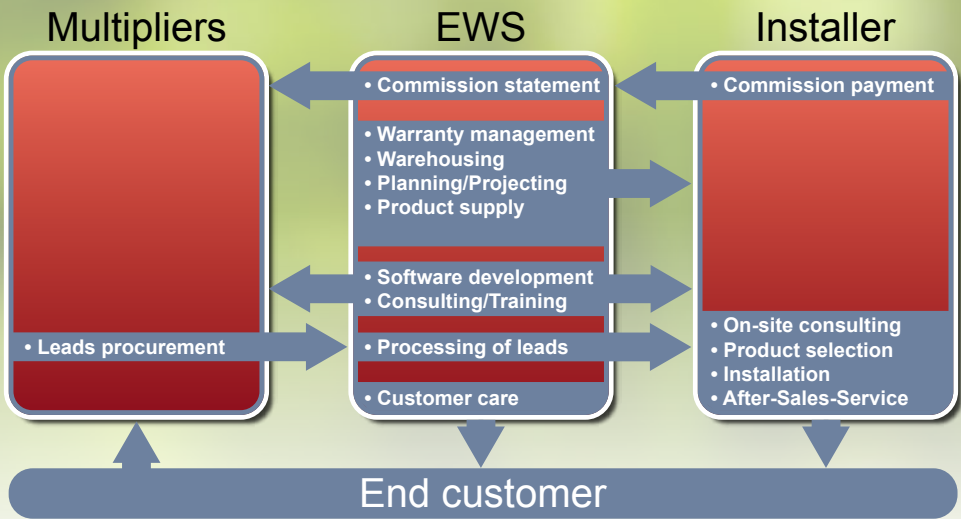 Multipliers
EWS
Installer
• Commission statement
• Commission payment
• Warranty management
• Warehousing
• Planning/Projecting
• Product supply
• Software development
• Consulting/Training
• Leads procurement
• Processing of leads
• Customer care
• On-site consulting
• Product selection
• Installation
• After-Sales-Service
End customer